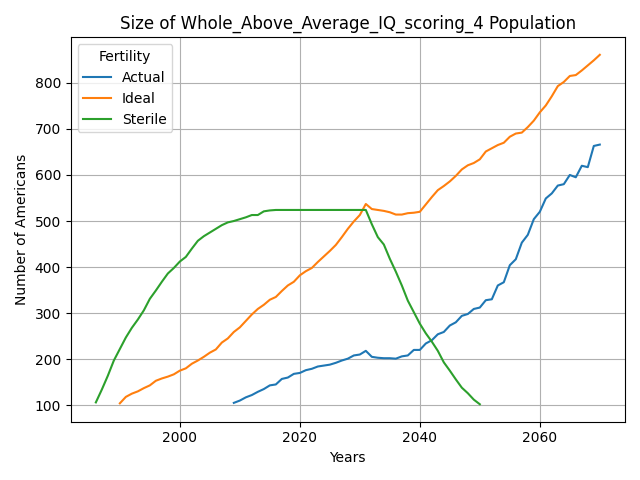 Size of Whole_Above_Average_IQ_scoring_4 Population
Fertility
Actual
Ideal
Sterile
Number of Americans
800
700
600
500
400
300
200
100
2000
2020
2040
2060
Years